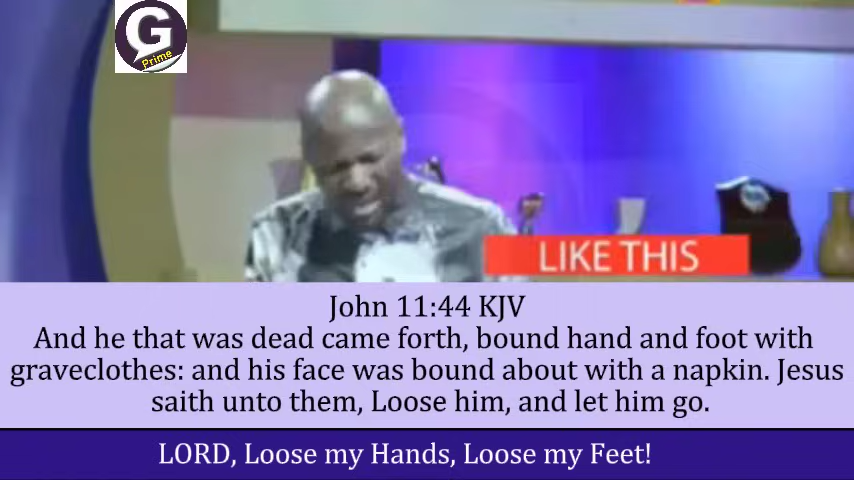 G
Prime
LIKE THIS
John 11:44 KJV
And he that was dead came forth, bound hand and foot with
graveclothes: and his face was bound about with a napkin. Jesus
saith unto them, Loose him, and let him go.
LORD, Loose my Hands, Loose my Feet!